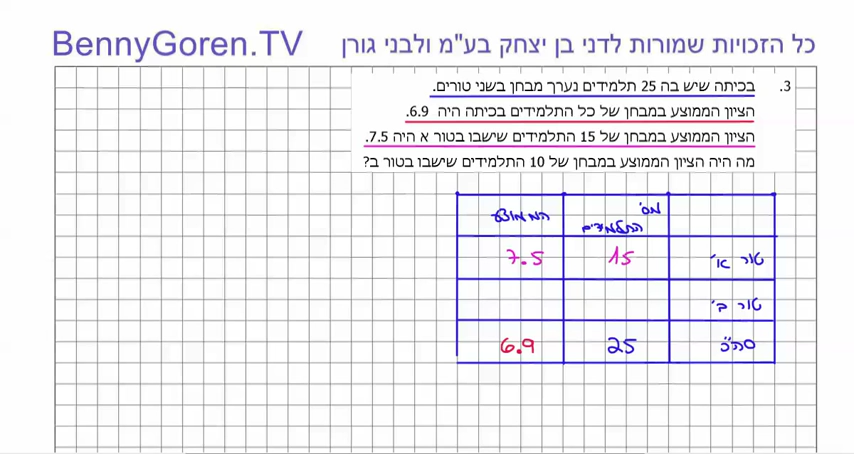 BennyGoren.TV כל הזכויות שמורות לדני בן יצחק בע"מ ולבני גורן
.3 בכיתה שיש בה 25 תלמידים נערך מבחן בשני טורים.
הציון הממוצע במבחן של כל התלמידים בכיתה היה 6.9.
הציון הממוצע במבחן של 15 התלמידים שישבו בטור א היה 7.5.
מה היה הציון הממוצע במבחן של 10 התלמידים שישבו בטור ב?
מס' התלמידים הממוצע
טור א' 15 7.5
טור ב'
סה"כ 25 6.9